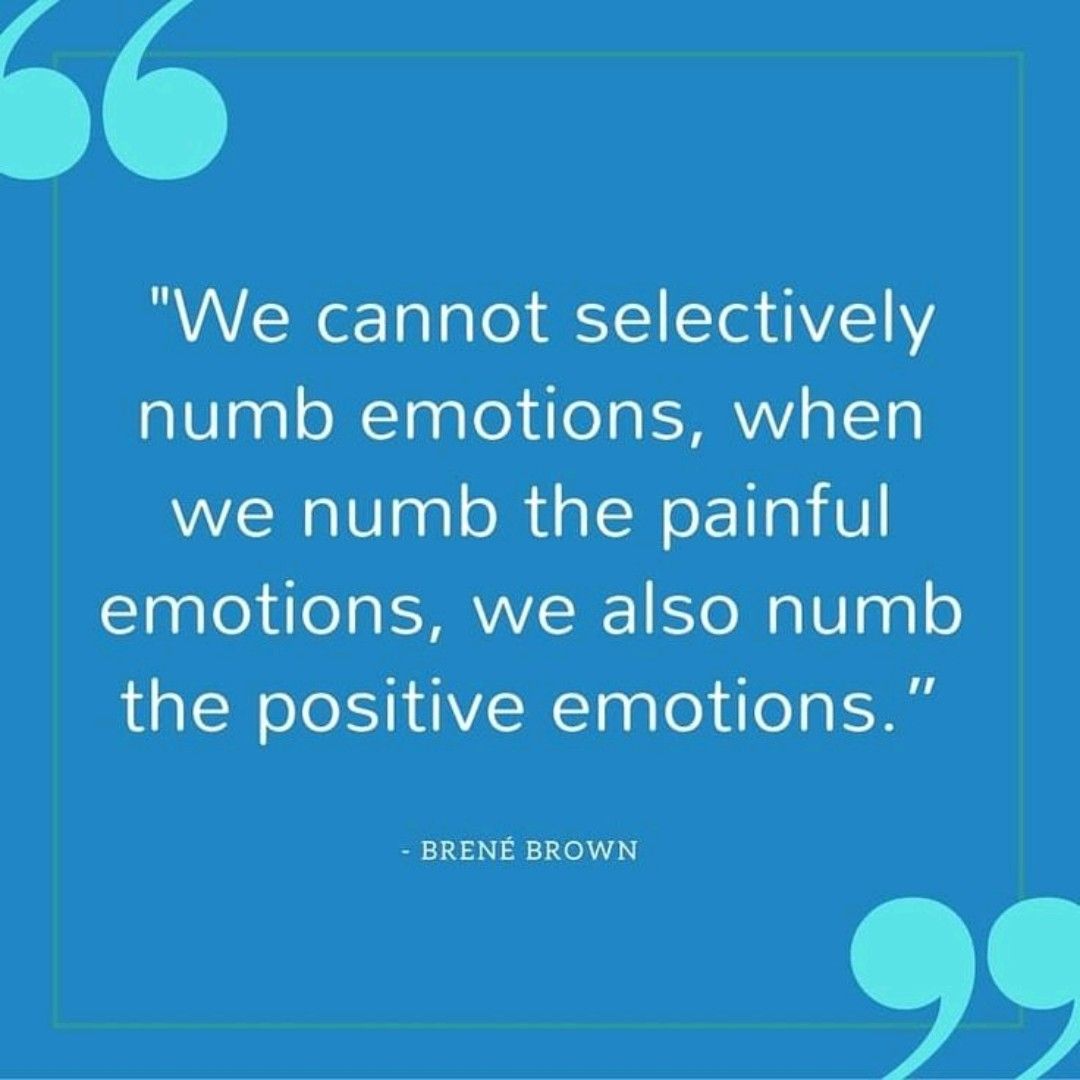 "We cannot selectively
numb emotions, when
we numb the painful
emotions, we also numb
the positive emotions.”
- BRENÉ BROWN